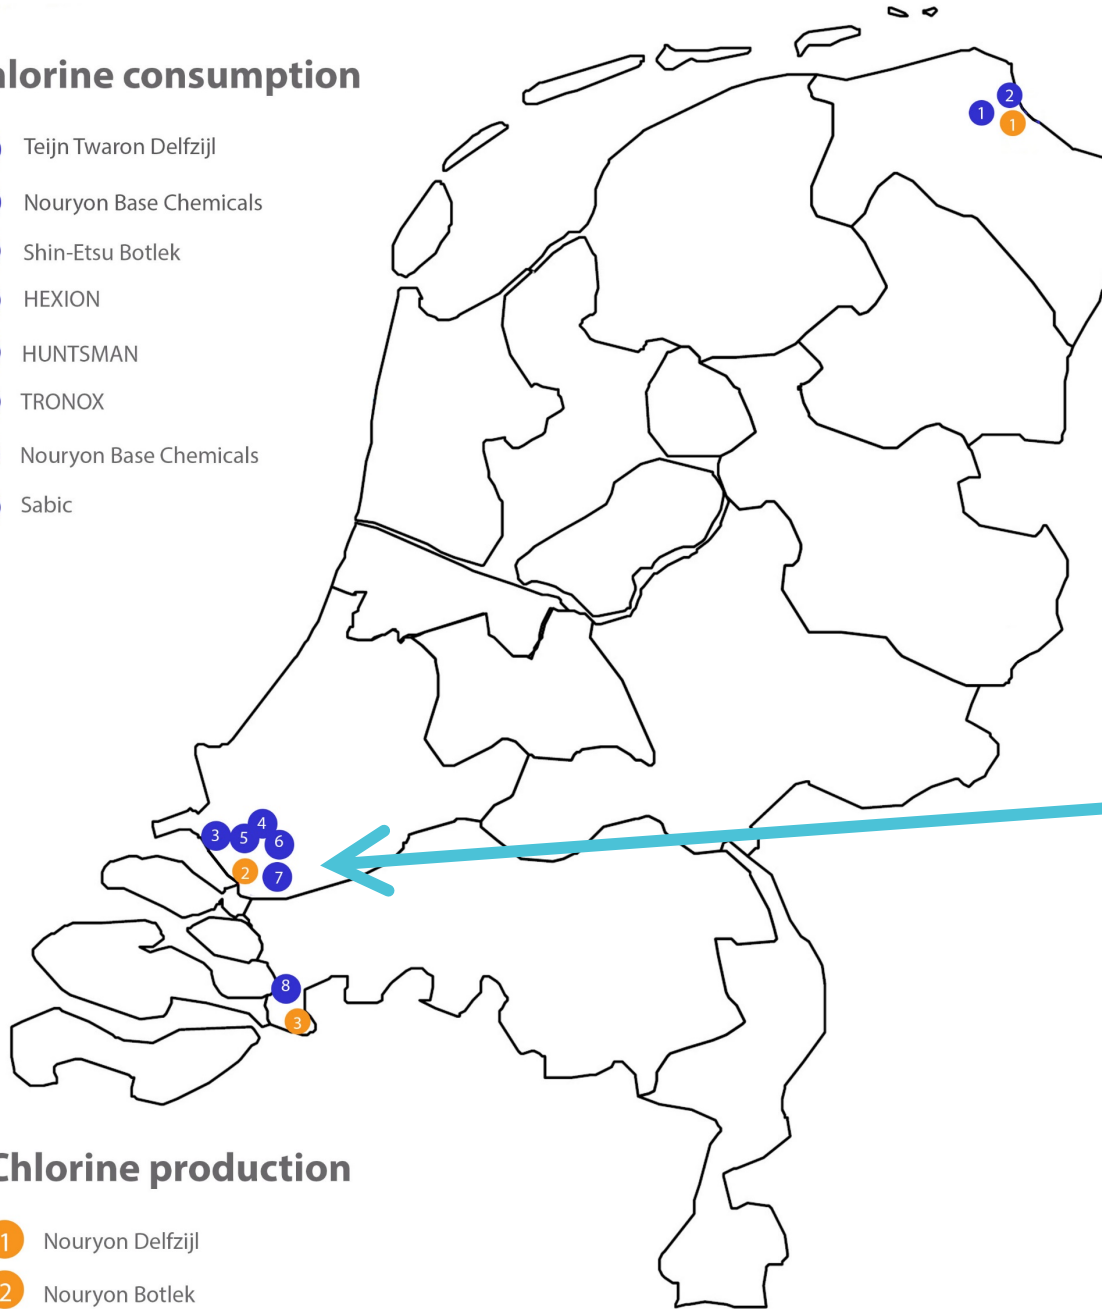 hlorine consumption
Teijn Twaron Delfzijl
Nouryon Base Chemicals
Shin-Etsu Botlek
HEXION
HUNTSMAN
TRONOX
Nouryon Base Chemicals
Sabic
2
1
1
4
3
5
6
2
7
8
3
Chlorine production
1 Nouryon Delfzijl
2 Nouryon Botlek